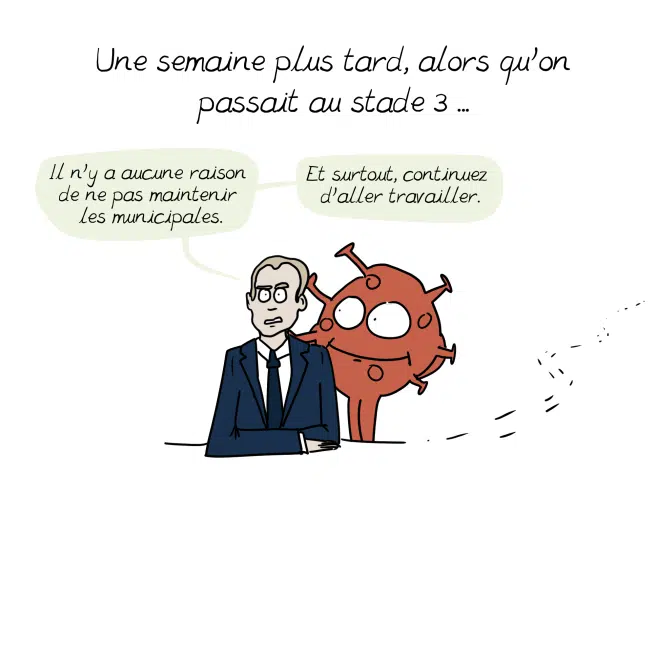 Une semaine plus tard, alors qu'on
passait au stade 3 ...
Il n'y a aucune raison
de ne pas maintenir
les municipales.
Et surtout, continuez
d'aller travailler.